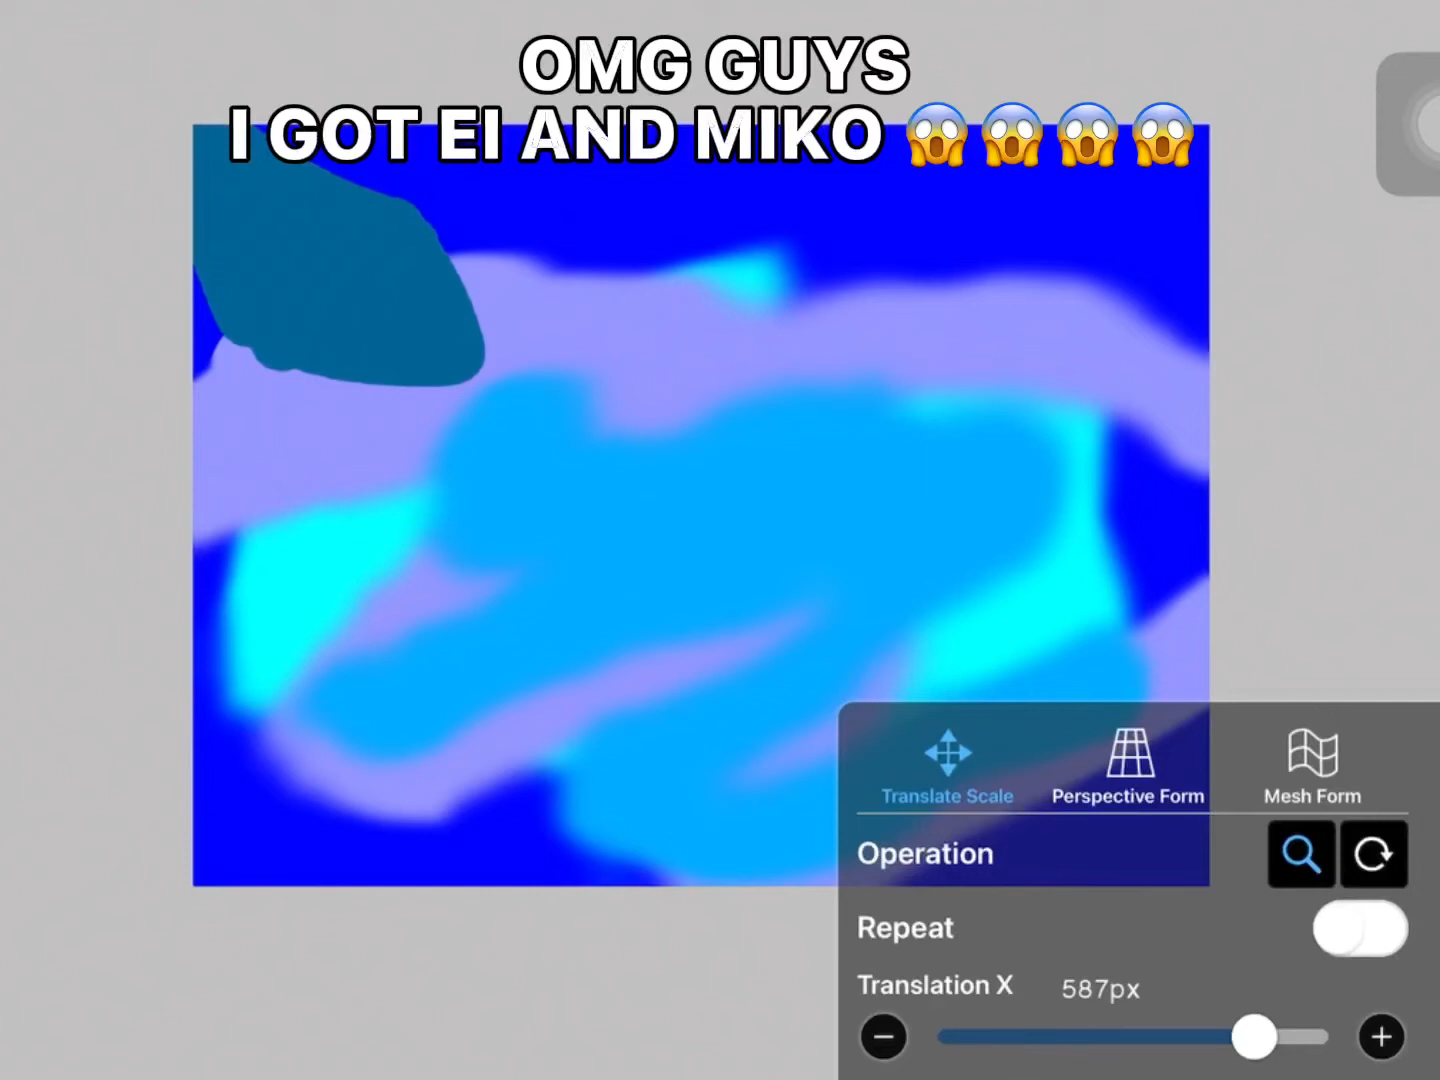 OMG GUYS
I GOT EI AND MIKO 😱😱😱😱
Translate Scale Perspective Form Mesh Form
Operation
Repeat
Translation X 587px